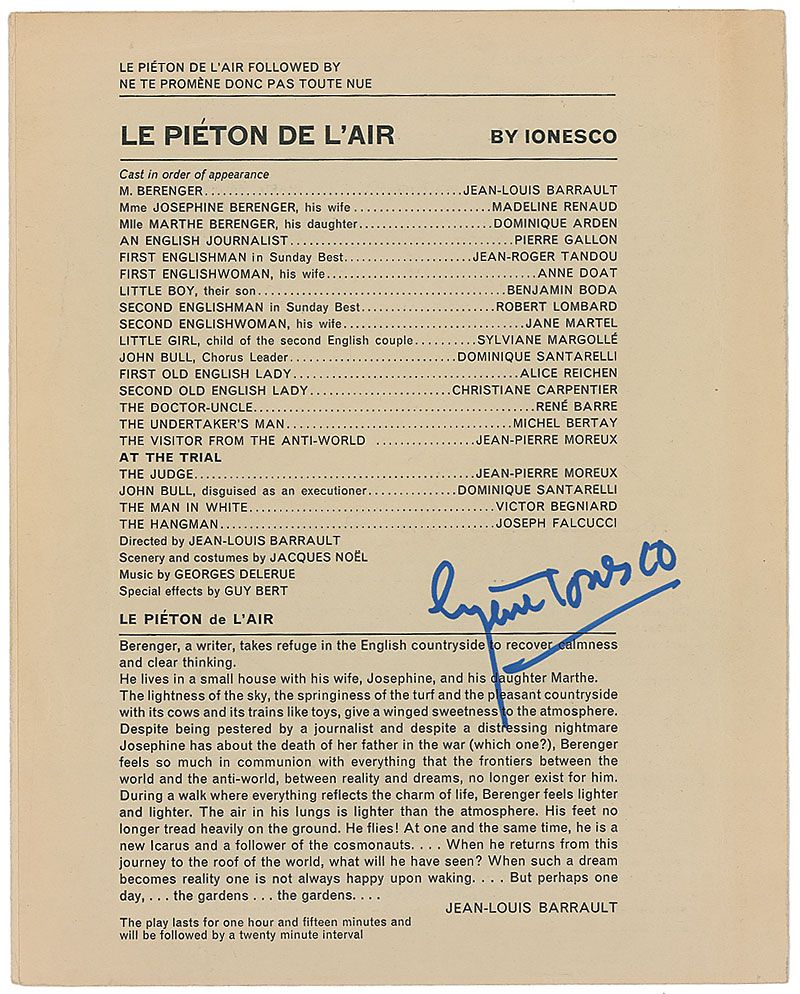 LE PIÉTON DE L'AIR FOLLOWED BY
NE TE PROMÈNE DONC PAS TOUTE NUE
LE PIÉTON DE L'AIR BY IONESCO
Cast in order of appearance
M. BERENGER..................................JEAN-LOUIS BARRAULT
Mme JOSEPHINE BERENGER, his wife..................MADELINE RENAUD
Mlle MARTHE BERENGER, his daughter..................DOMINIQUE ARDEN
AN ENGLISH JOURNALIST..............................PIERRE GALLON
FIRST ENGLISHMAN in Sunday Best..................JEAN-ROGER TANDOU
FIRST ENGLISHWOMAN, his wife............................ANNE DOAT
LITTLE BOY, their son..................................BENJAMIN BODA
SECOND ENGLISHMAN in Sunday Best..................ROBERT LOMBARD
SECOND ENGLISHWOMAN, his wife........................JANE MARTEL
LITTLE GIRL, child of the second English couple..........SYLVIANE MARGOLLÉ
JOHN BULL, Chorus Leader........................DOMINIQUE SANTARELLI
FIRST OLD ENGLISH LADY..............................ALICE REICHEN
SECOND OLD ENGLISH LADY....................CHRISTIANE CARPENTIER
THE DOCTOR-UNCLE......................................RENÉ BARRE
THE UNDERTAKER'S MAN..............................MICHEL BERTAY
THE VISITOR FROM THE ANTI-WORLD ..............JEAN-PIERRE MOREUX
AT THE TRIAL
THE JUDGE......................................JEAN-PIERRE MOREUX
JOHN BULL, disguised as an executioner.............DOMINIQUE SANTARELLI
THE MAN IN WHITE..................................VICTOR BEGNIARD
THE HANGMAN......................................JOSEPH FALCUCCI
Directed by JEAN-LOUIS BARRAULT
Scenery and costumes by JACQUES NOËL
Music by GEORGES DELERUE
Special effects by GUY BERT
Eugène Ionesco
LE PIÉTON de L'AIR
Berenger, a writer, takes refuge in the English countryside to recover calmness
and clear thinking.
He lives in a small house with his wife, Josephine, and his daughter Marthe.
The lightness of the sky, the springiness of the turf and the pleasant countryside
with its cows and its trains like toys, give a winged sweetness to the atmosphere.
Despite being pestered by a journalist and despite a distressing nightmare
Josephine has about the death of her father in the war (which one?), Berenger
feels so much in communion with everything that the frontiers between the
world and the anti-world, between reality and dreams, no longer exist for him.
During a walk where everything reflects the charm of life, Berenger feels lighter
and lighter. The air in his lungs is lighter than the atmosphere. His feet no
longer tread heavily on the ground. He flies! At one and the same time, he is a
new Icarus and a follower of the cosmonauts. . . . When he returns from this
journey to the roof of the world, what will he have seen? When such a dream
becomes reality one is not always happy upon waking. . . . But perhaps one
day, . . . the gardens . . . the gardens. . . .
JEAN-LOUIS BARRAULT
The play lasts for one hour and fifteen minutes and
will be followed by a twenty minute interval